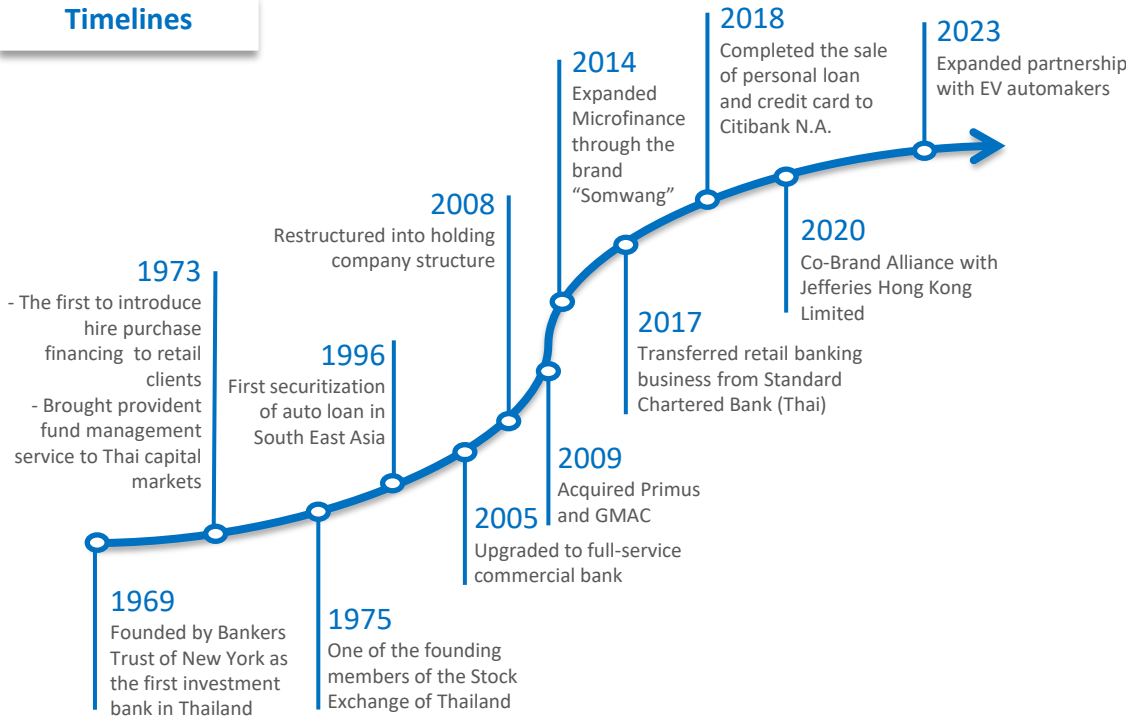 Timelines
1969
Founded by Bankers
Trust of New York as
the first investment
bank in Thailand
1973
- The first to introduce
hire purchase
financing  to retail
clients
- Brought provident
fund management
service to Thai capital
markets
1975
One of the founding
members of the Stock
Exchange of Thailand
1996
First securitization
of auto loan in
South East Asia
2005
Upgraded to full-service
commercial bank
2008
Restructured into holding
company structure
2009
Acquired Primus
and GMAC
2014
Expanded
Microfinance
through the
brand
“Somwang”
2017
Transferred retail banking
business from Standard
Chartered Bank (Thai)
2018
Completed the sale
of personal loan
and credit card to
Citibank N.A.
2020
Co-Brand Alliance with
Jefferies Hong Kong
Limited
2023
Expanded partnership
with EV automakers